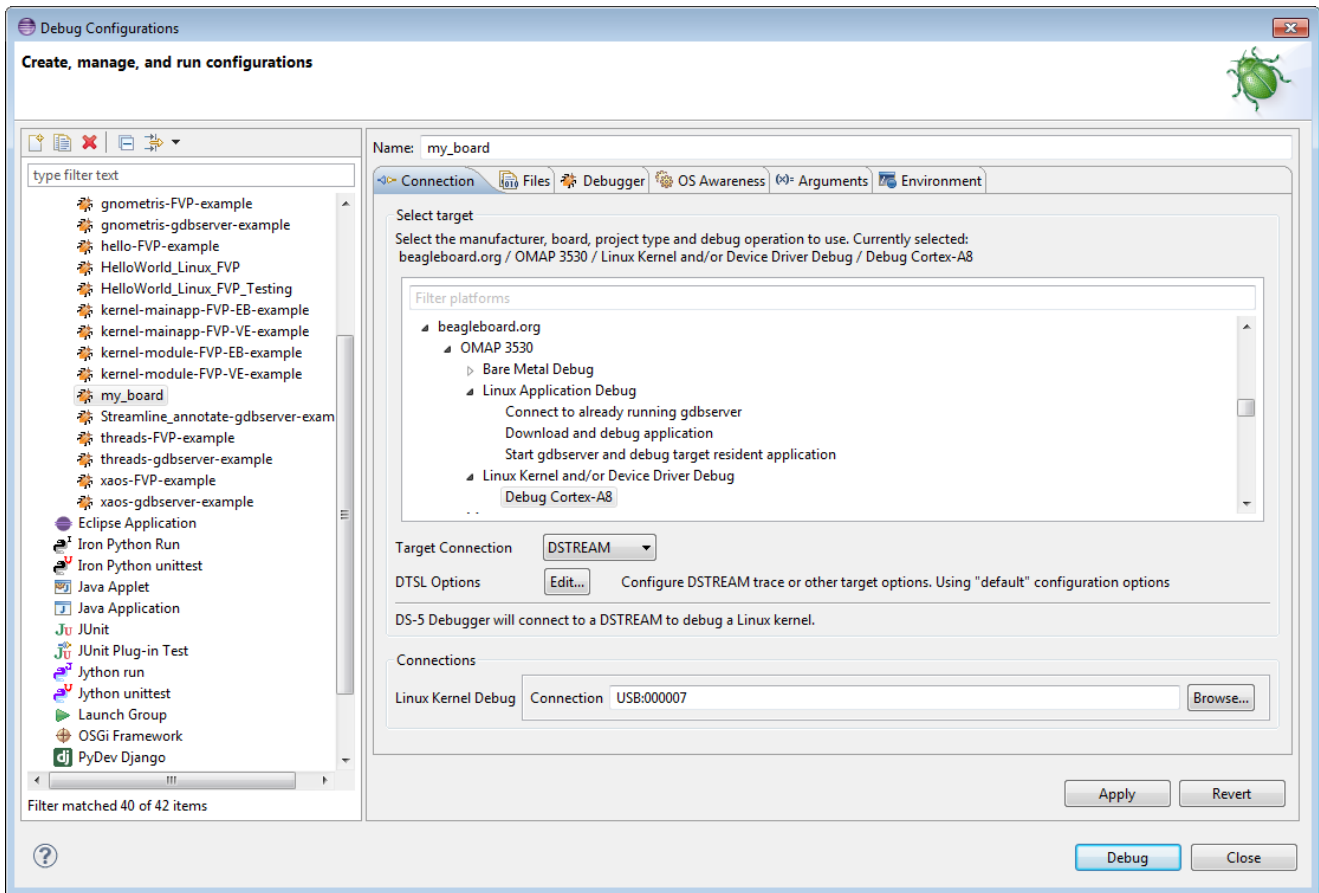 Debug Configurations
Create, manage, and run configurations
type filter text
gnometris-FVP-example
gnometris-gdbserver-example
hello-FVP-example
HelloWorld_Linux_FVP
HelloWorld_Linux_FVP_Testing
kernel-mainapp-FVP-EB-example
kernel-mainapp-FVP-VE-example
kernel-module-FVP-EB-example
kernel-module-FVP-VE-example
my_board
Streamline_annotate-gdbserver-exam
threads-FVP-example
threads-gdbserver-example
xaos-FVP-example
xaos-gdbserver-example
Eclipse Application
Iron Python Run
Iron Python unittest
Java Applet
Java Application
JUnit
JUnit Plug-in Test
Jython run
Jython unittest
Launch Group
OSGi Framework
PyDev Django
Filter matched 40 of 42 items
Name: my_board
Connection Files Debugger OS Awareness Arguments Environment
Select target
Select the manufacturer, board, project type and debug operation to use. Currently selected:
beagleboard.org / OMAP 3530 / Linux Kernel and/or Device Driver Debug / Debug Cortex-A8
Filter platforms
beagleboard.org
OMAP 3530
Bare Metal Debug
Linux Application Debug
Connect to already running gdbserver
Download and debug application
Start gdbserver and debug target resident application
Linux Kernel and/or Device Driver Debug
Debug Cortex-A8
Target Connection DSTREAM
DTSL Options Edit... Configure DSTREAM trace or other target options. Using "default" configuration options
DS-5 Debugger will connect to a DSTREAM to debug a Linux kernel.
Connections
Linux Kernel Debug Connection USB:000007 Browse...
Apply Revert
Debug Close